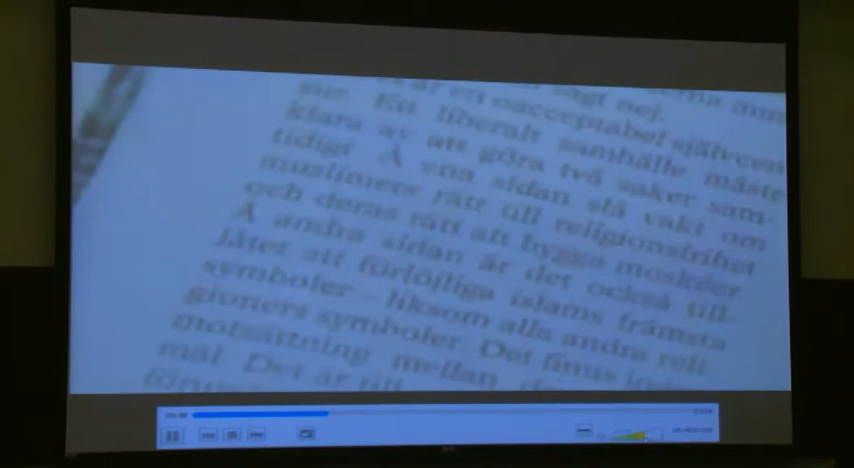 sagt nej.
är en oacceptabel självcen
sur. Ett liberalt samhälle måste
klara av att göra två saker sam-
tidigt. Å ena sidan slå vakt om
muslimers rätt till religionsfrihet
och deras rätt att bygga moskéer.
Å andra sidan är det också till-
låtet att förlöjliga islams främsta
symboler – liksom alla andra reli
gioners symboler. Det finns
motsättning mellan
mål Det är till